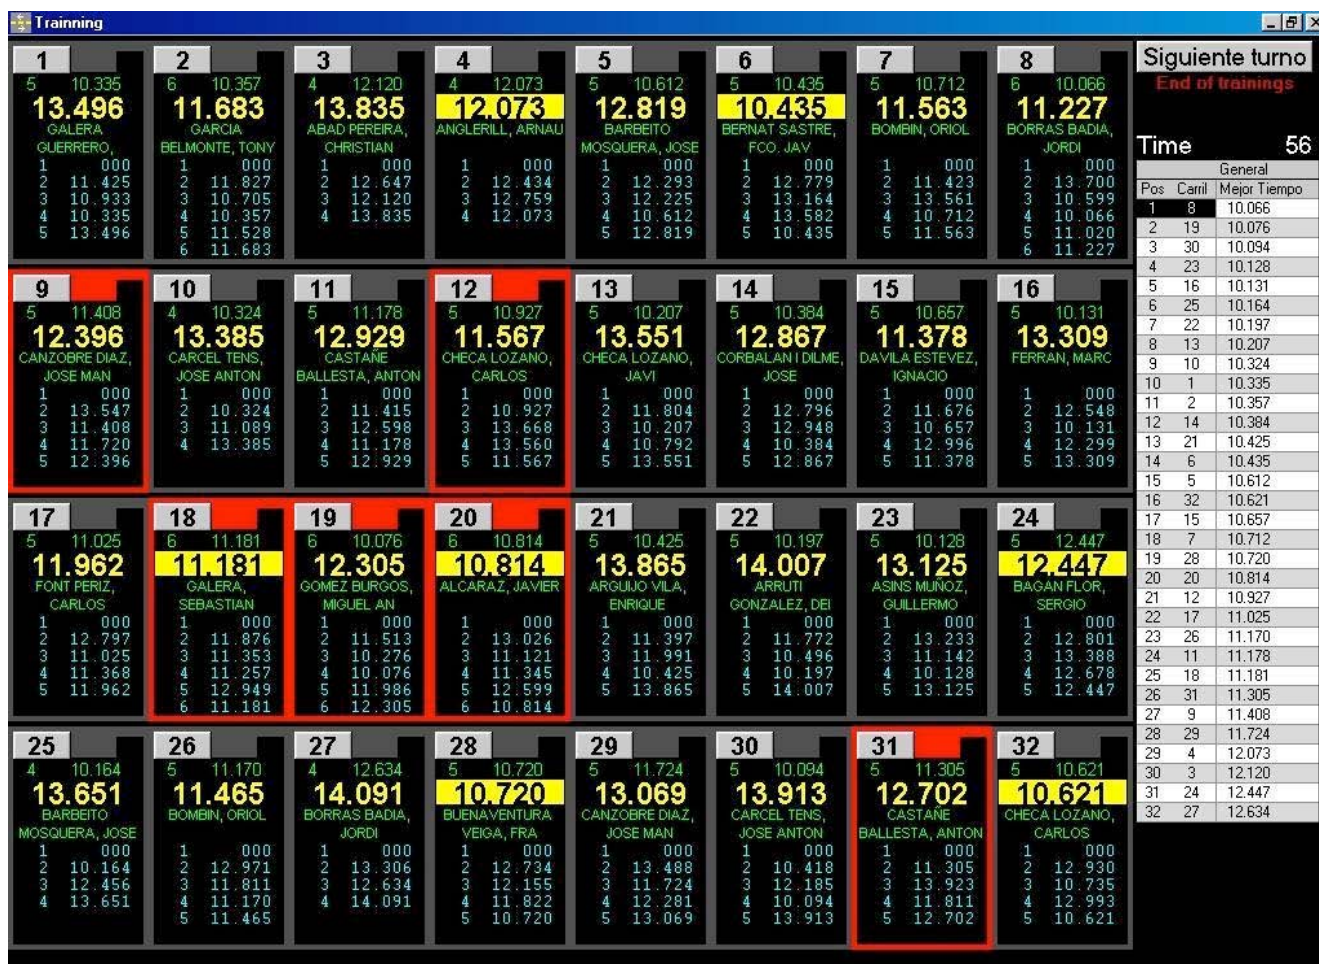 Trainning
1
5 10.335
13.496
GALERA
GUERRERO,
1 000
2 11.425
3 10.933
4 10.335
5 13.496
2
6 10.357
11.683
GARCIA
BELMONTE, TONY
1 000
2 11.827
3 10.705
4 10.357
5 11.528
6 11.683
3
4 12.120
13.835
ABAD PEREIRA,
CHRISTIAN
1 000
2 12.647
3 12.120
4 13.835
4
4 12.073
12.073
ANGLERILL, ARNAU
1 000
2 12.434
3 12.759
4 12.073
5
5 10.612
12.819
BARBEITO
MOSQUERA, JOSE
1 000
2 12.293
3 12.225
4 10.612
5 12.819
6
5 10.435
10.435
BERNAT SASTRE,
FCO. JAV
1 000
2 12.779
3 13.164
4 13.582
5 10.435
7
5 10.712
11.563
BOMBIN, ORIOL
1 000
2 11.423
3 13.561
4 10.712
5 11.563
8
6 10.066
11.227
BORRAS BADIA,
JORDI
1 000
2 13.700
3 10.599
4 10.066
5 11.020
6 11.227
9
5 11.408
12.396
CANZOBRE DIAZ,
JOSE MAN
1 000
2 13.547
3 11.408
4 11.720
5 12.396
10
4 10.324
13.385
CARCEL TENS,
JOSE ANTON
1 000
2 10.324
3 11.089
4 13.385
11
5 11.178
12.929
CASTAÑE
BALLESTA, ANTON
1 000
2 11.415
3 12.598
4 11.178
5 12.929
12
5 10.927
11.567
CHECA LOZANO,
CARLOS
1 000
2 10.927
3 13.668
4 13.560
5 11.567
13
5 10.207
13.551
CHECA LOZANO,
JAVI
1 000
2 11.804
3 10.207
4 10.792
5 13.551
14
5 10.384
12.867
CORBALAN I DILME,
JOSE
1 000
2 12.796
3 12.948
4 10.384
5 12.867
15
5 10.657
11.378
DAVILA ESTEVEZ,
IGNACIO
1 000
2 11.676
3 10.657
4 12.996
5 11.378
16
5 10.131
13.309
FERRAN, MARC
1 000
2 12.548
3 10.131
4 12.299
5 13.309
17
5 11.025
11.962
FONT PERIZ,
CARLOS
1 000
2 12.797
3 11.025
4 11.368
5 11.962
18
6 11.181
11.181
GALERA,
SEBASTIAN
1 000
2 11.876
3 11.353
4 11.257
5 12.949
6 11.181
19
6 10.076
12.305
GOMEZ BURGOS,
MIGUEL AN
1 000
2 11.513
3 10.276
4 10.076
5 11.986
6 12.305
20
6 10.814
10.814
ALCARAZ, JAVIER
1 000
2 13.026
3 11.121
4 11.345
5 12.599
6 10.814
21
5 10.425
13.865
ARGUIJO VILA,
ENRIQUE
1 000
2 11.397
3 11.991
4 10.425
5 13.865
22
5 10.197
14.007
ARRUTI
GONZALEZ, DEI
1 000
2 11.772
3 10.496
4 10.197
5 14.007
23
5 10.128
13.125
ASINS MUÑOZ,
GUILLERMO
1 000
2 13.233
3 11.142
4 10.128
5 13.125
24
5 12.447
12.447
BAGAN FLOR,
SERGIO
1 000
2 12.801
3 13.388
4 12.678
5 12.447
25
4 10.164
13.651
BARBEITO
MOSQUERA, JOSE
1 000
2 10.164
3 12.456
4 13.651
26
5 11.170
11.465
BOMBIN, ORIOL
1 000
2 12.971
3 11.811
4 11.170
5 11.465
27
4 12.634
14.091
BORRAS BADIA,
JORDI
1 000
2 13.306
3 12.634
4 14.091
28
5 10.720
10.720
BUENAVENTURA
VEIGA, FRA
1 000
2 12.734
3 12.155
4 11.822
5 10.720
29
5 11.724
13.069
CANZOBRE DIAZ,
JOSE MAN
1 000
2 13.488
3 11.724
4 12.281
5 13.069
30
5 10.094
13.913
CARCEL TENS,
JOSE ANTON
1 000
2 10.418
3 12.185
4 10.094
5 13.913
31
5 11.305
12.702
CASTAÑE
BALLESTA, ANTON
1 000
2 11.305
3 13.923
4 11.811
5 12.702
32
5 10.621
10.621
CHECA LOZANO,
CARLOS
1 000
2 12.930
3 10.735
4 12.993
5 10.621
Siguiente turno
End of trainings
Time 56
General
Pos Carril Mejor Tiempo
1 8 10.066
2 19 10.076
3 30 10.094
4 23 10.128
5 16 10.131
6 25 10.164
7 22 10.197
8 13 10.207
9 10 10.324
10 1 10.335
11 2 10.357
12 14 10.384
13 21 10.425
14 6 10.435
15 5 10.612
16 32 10.621
17 15 10.657
18 7 10.712
19 28 10.720
20 20 10.814
21 12 10.927
22 17 11.025
23 26 11.170
24 11 11.178
25 18 11.181
26 31 11.305
27 9 11.408
28 29 11.724
29 4 12.073
30 3 12.120
31 24 12.447
32 27 12.634